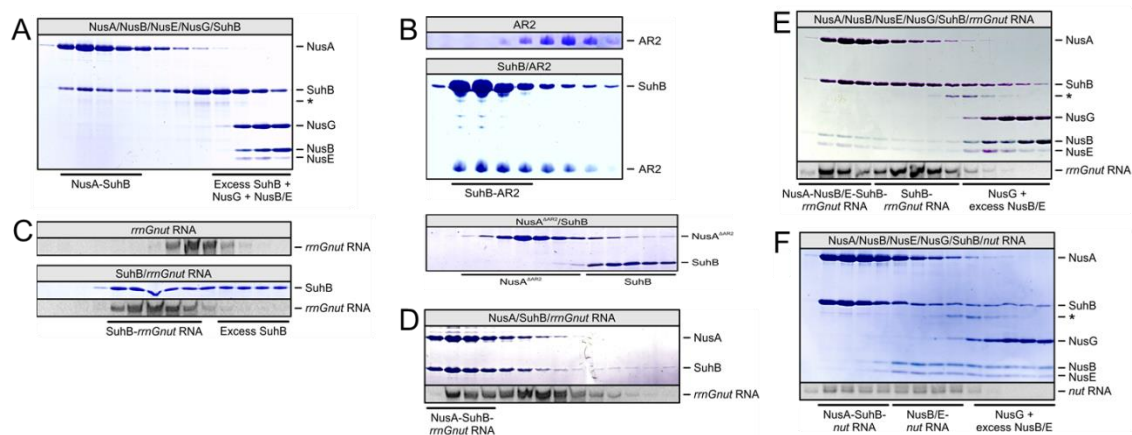 A
NusA/NusB/NusE/NusG/SuhB
NusA
SuhB
*
NusG
NusB
NusE
NusA-SuhB
Excess SuhB +
NusG + NusB/E
B
AR2
AR2
SuhB/AR2
SuhB
AR2
SuhB-AR2
NusAΔAR2/SuhB
NusAΔAR2
SuhB
NusAΔAR2
SuhB
C
rrnGnut RNA
rrnGnut RNA
SuhB/rrnGnut RNA
SuhB
rrnGnut RNA
SuhB-rrnGnut RNA
Excess SuhB
D
NusA/SuhB/rrnGnut RNA
NusA
SuhB
rrnGnut RNA
NusA-SuhB-
rrnGnut RNA
E
NusA/NusB/NusE/NusG/SuhB/rrnGnut RNA
NusA
SuhB
*
NusG
NusB
NusE
rrnGnut RNA
NusA-NusB/E-SuhB-
rrnGnut RNA
SuhB-
rrnGnut RNA
NusG +
excess NusB/E
F
NusA/NusB/NusE/NusG/SuhB/nut RNA
NusA
SuhB
*
NusG
NusB
NusE
nut RNA
NusA-SuhB-
nut RNA
NusB/E-
nut RNA
NusG +
excess NusB/E